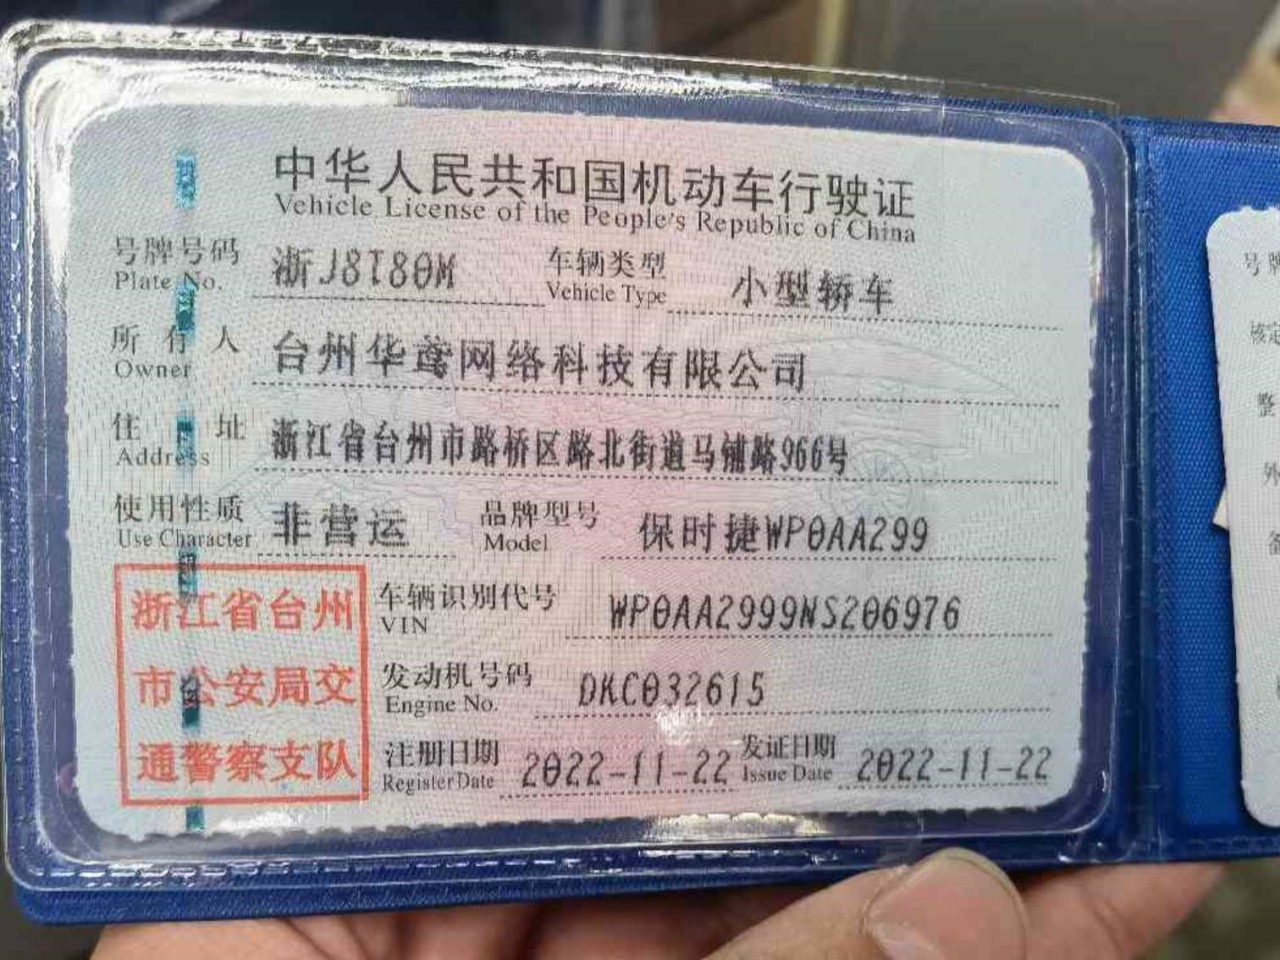 中华人民共和国机动车行驶证
Vehicle License of the People's Republic of China
号牌号码 浙J8T80M 车辆类型 小型轿车
Plate No. Vehicle Type
所有人 台州华鸢网络科技有限公司
Owner
住址 浙江省台州市路桥区路北街道马铺路966号
Address
使用性质 非营运 品牌型号 保时捷WP0AA299
Use Character Model
浙江省台州
市公安局交
通警察支队
车辆识别代号 WP0AA2999NS206976
VIN
发动机号码 DKC032615
Engine No.
注册日期 2022-11-22 发证日期 2022-11-22
Register Date Issue Date
号牌
核定
整
外